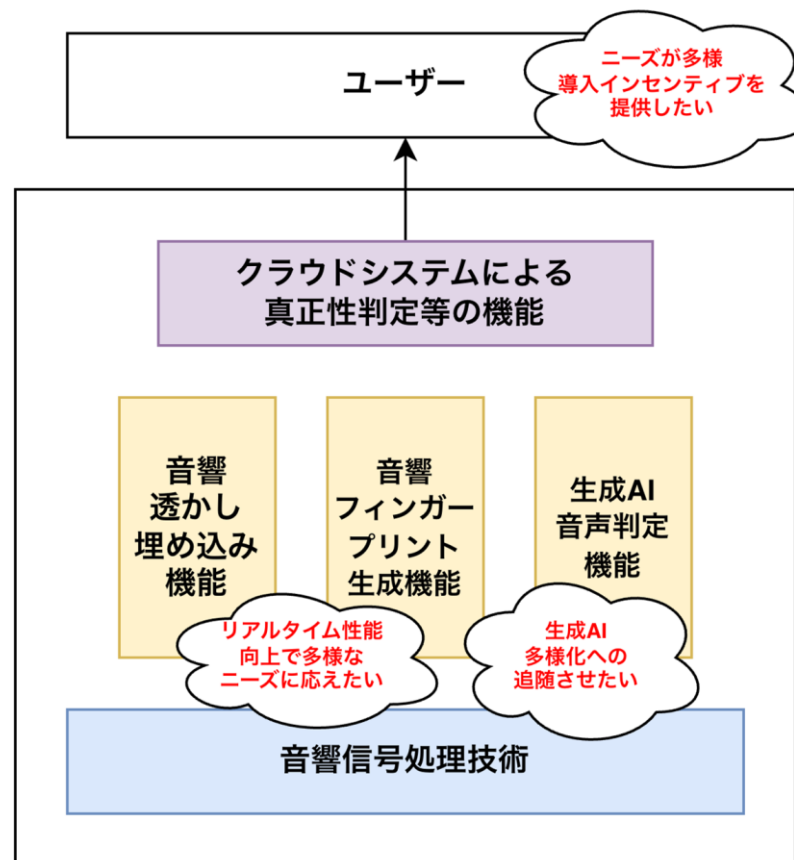 ユーザー
ニーズが多様
導入インセンティブを
提供したい
クラウドシステムによる
真正性判定等の機能
音響
透かし
埋め込み
機能
音響
フィンガー
プリント
生成機能
生成AI
音声判定
機能
リアルタイム性能
向上で多様な
ニーズに応えたい
生成AI
多様化への
追随させたい
音響信号処理技術